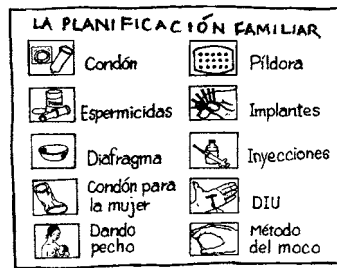 LA PLANIFICACIÓN FAMILIAR
Condón
Píldora
Espermicidas
Implantes
Diafragma
Inyecciones
Condón para
la mujer
DIU
Dando
pecho
Método
del moco